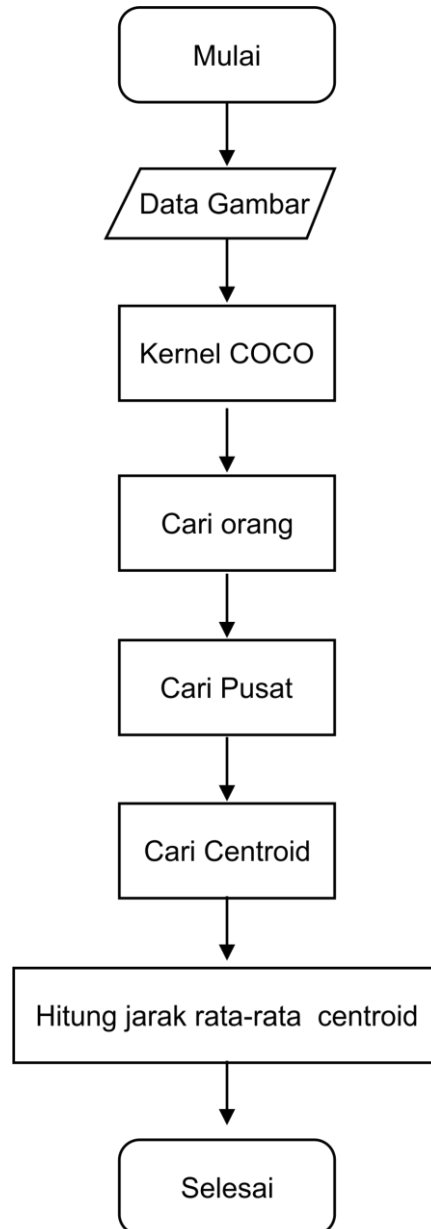 Mulai
Data Gambar
Kernel COCO
Cari orang
Cari Pusat
Cari Centroid
Hitung jarak rata-rata  centroid
Selesai